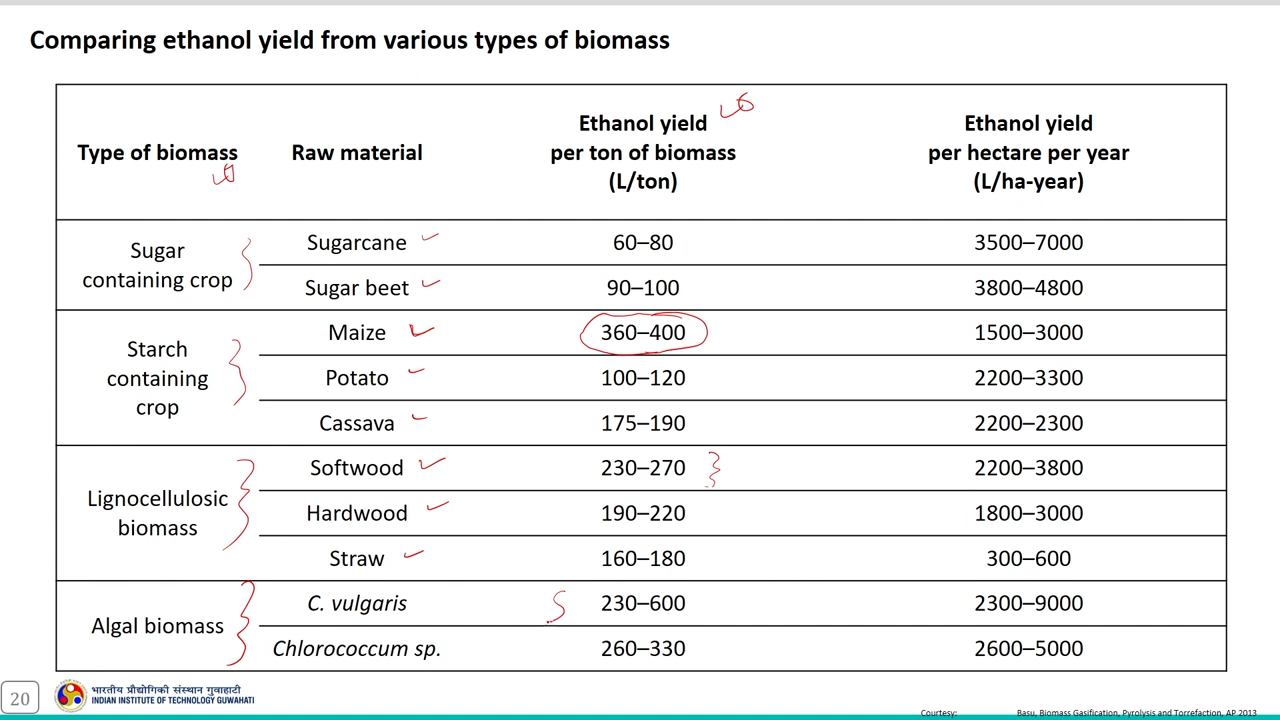 Comparing ethanol yield from various types of biomass
Type of biomass
Raw material
Ethanol yield
per ton of biomass
(L/ton)
Ethanol yield
per hectare per year
(L/ha-year)
Sugar
containing crop
Sugarcane
60–80
3500–7000
Sugar beet
90–100
3800–4800
Starch
containing
crop
Maize
360–400
1500–3000
Potato
100–120
2200–3300
Cassava
175–190
2200–2300
Lignocellulosic
biomass
Softwood
230–270
2200–3800
Hardwood
190–220
1800–3000
Straw
160–180
300–600
Algal biomass
C. vulgaris
230–600
2300–9000
Chlorococcum sp.
260–330
2600–5000
20
भारतीय प्रौद्योगिकी संस्थान गुवाहाटी
INDIAN INSTITUTE OF TECHNOLOGY GUWAHATI
Courtesy: Basu, Biomass Gasification, Pyrolysis and Torrefaction, AP 2013